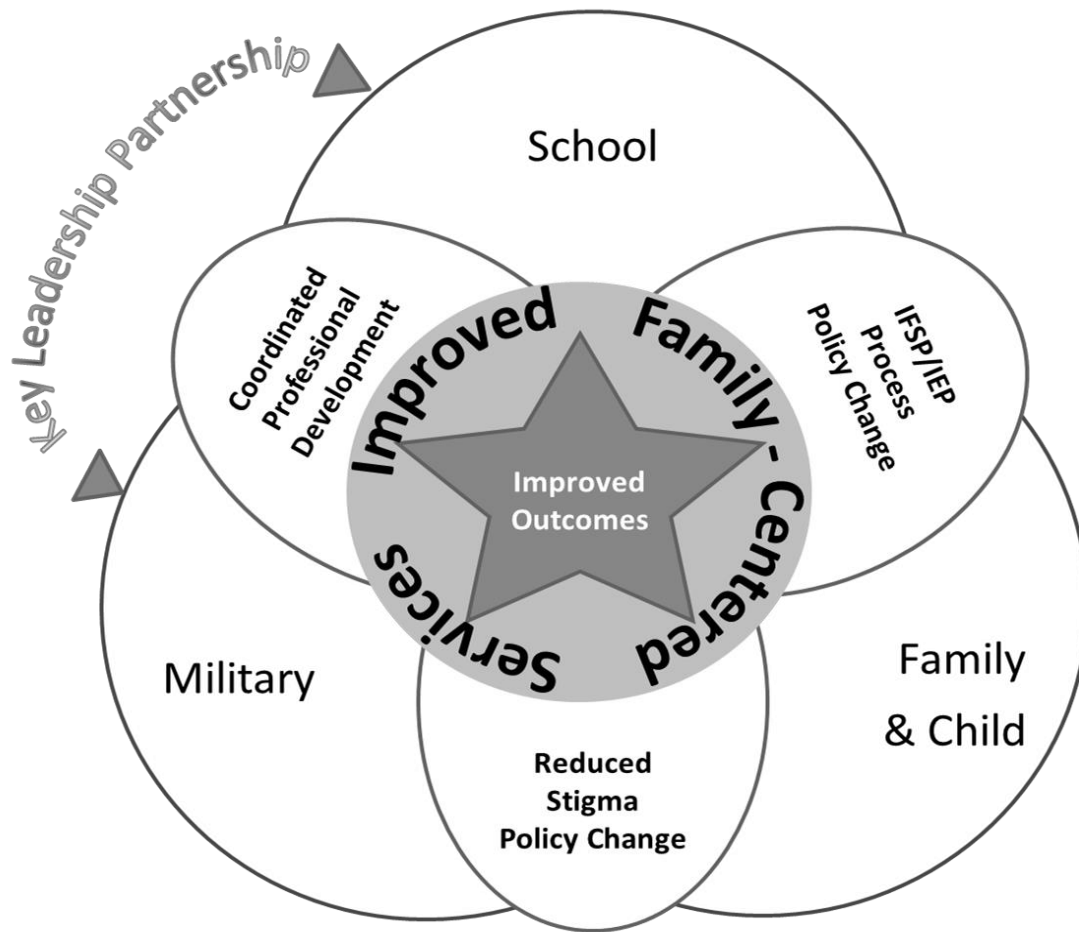 Key Leadership Partnership
School
Coordinated
Professional
Development
IFSP/IEP
Process
Policy Change
Improved Family-Centered Services
Improved
Outcomes
Military
Family
& Child
Reduced
Stigma
Policy Change